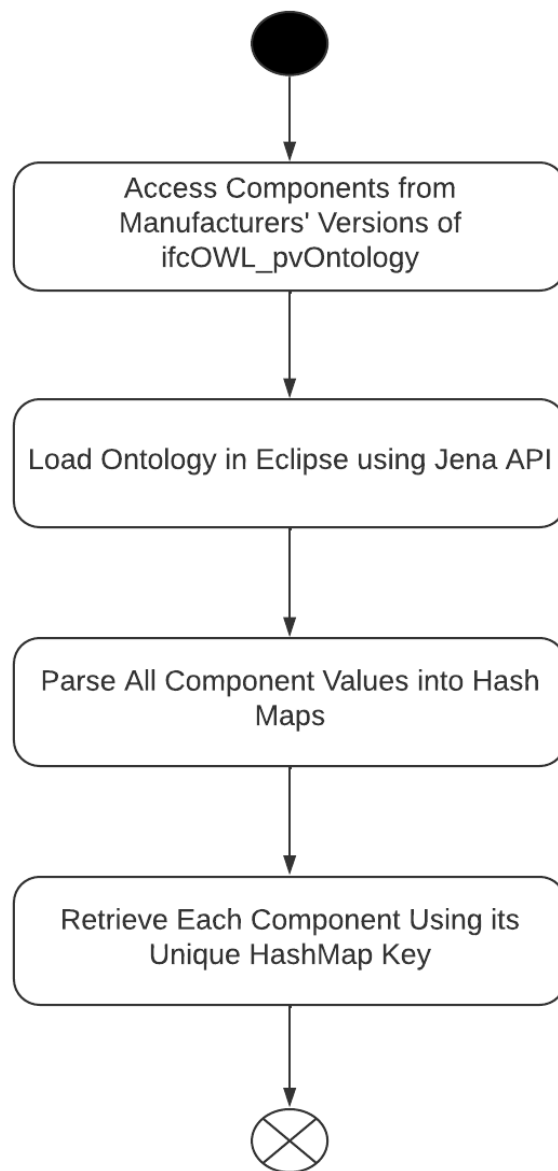 Access Components from
Manufacturers' Versions of
ifcOWL_pvOntology
Load Ontology in Eclipse using Jena API
Parse All Component Values into Hash
Maps
Retrieve Each Component Using its
Unique HashMap Key